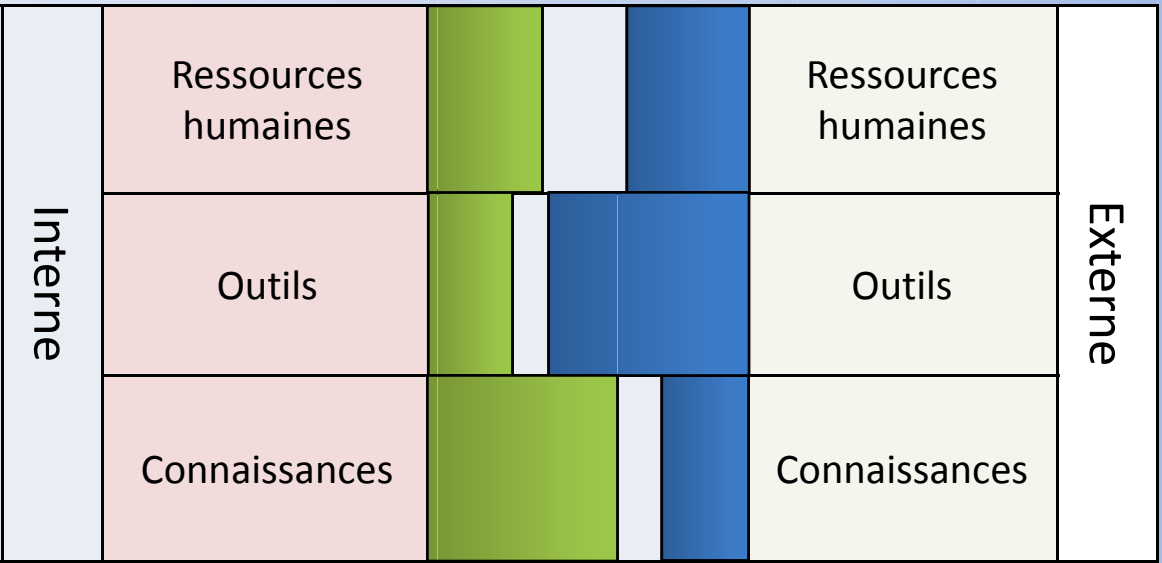 Interne
Ressources
humaines
Ressources
humaines
Outils
Outils
Connaissances
Connaissances
Externe